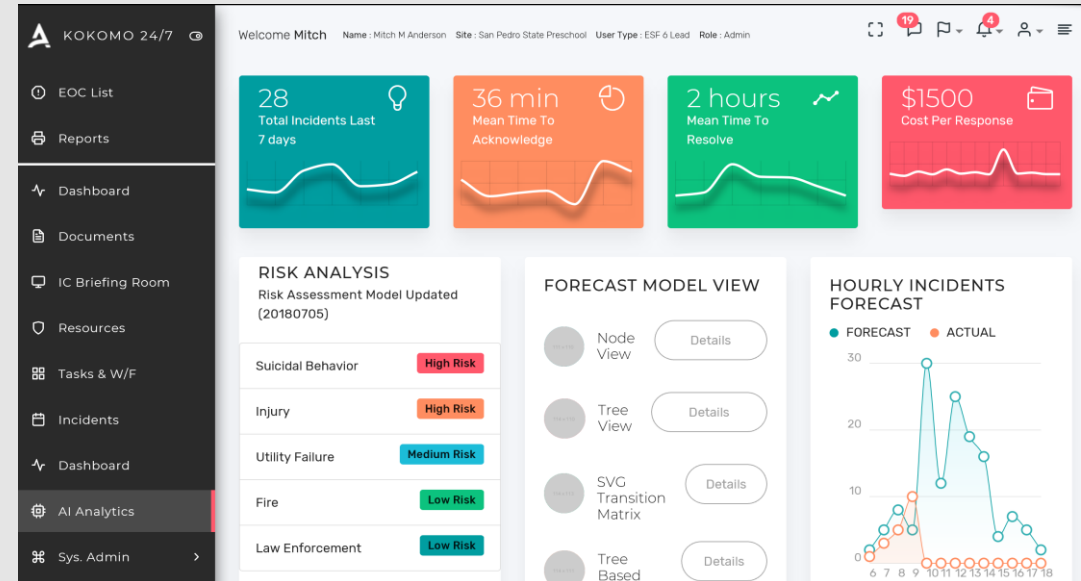 KOKOMO 24/7
EOC List
Reports
Dashboard
Documents
IC Briefing Room
Resources
Tasks & W/F
Incidents
Dashboard
AI Analytics
Sys. Admin
Welcome Mitch Name : Mitch M Anderson Site : San Pedro State Preschool User Type : ESF 6 Lead Role : Admin
19
4
28
Total Incidents Last
7 days
36 min
Mean Time To
Acknowledge
2 hours
Mean Time To
Resolve
$1500
Cost Per Response
RISK ANALYSIS
Risk Assessment Model Updated
(20180705)
Suicidal Behavior High Risk
Injury High Risk
Utility Failure Medium Risk
Fire Low Risk
Law Enforcement Low Risk
FORECAST MODEL VIEW
Node
View
Details
Tree
View
Details
SVG
Transition
Matrix
Details
Tree
Based
Details
HOURLY INCIDENTS
FORECAST
FORECAST ACTUAL
30
20
10
0
6 7 8 9 10 11 12 13 14 15 16 17 18